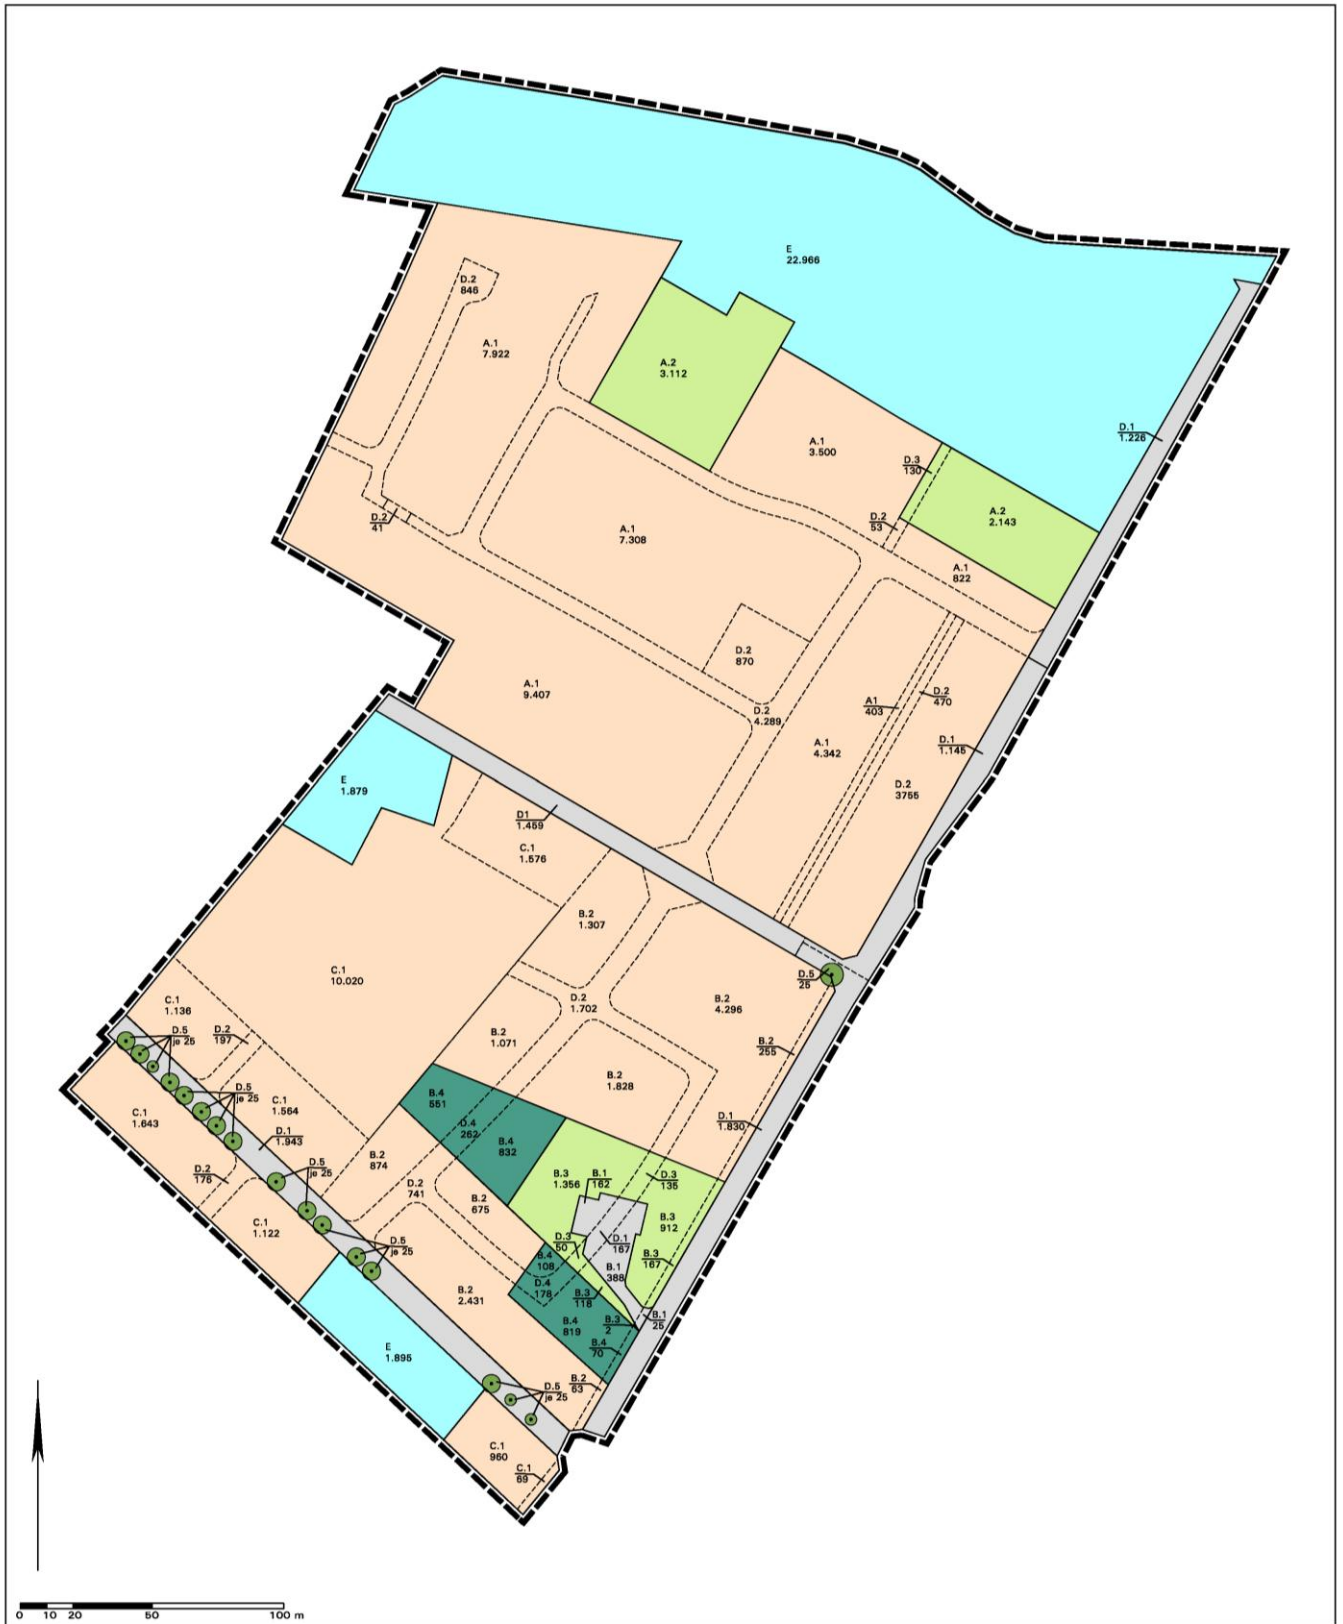 E
22.966
D.2
846
A.1
7.922
A.2
3.112
A.1
3.500
D.3
130
D.1
1.226
A.2
2.143
D.2
41
A.1
7.308
D.2
53
A.1
822
D.2
870
A.1
9.407
D.2
4.289
A1
403
D.2
470
A.1
4.342
D.1
1.145
D.2
3755
E
1.879
D1
1.459
C.1
1.576
B.2
1.307
C.1
10.020
D.5
25
C.1
1.136
D.5
je 25
D.2
197
D.2
1.702
B.2
4.296
B.2
1.071
B.2
255
B.2
1.828
D.5
je 25
C.1
1.643
C.1
1.564
D.1
1.943
B.4
551
D.4
262
B.4
832
D.1
1.830
B.2
874
D.5
je 25
D.2
176
D.2
741
B.2
675
B.3
1.356
B.1
162
D.3
135
B.3
912
C.1
1.122
D.5
je 25
D.3
50
D.1
167
B.3
167
B.4
108
B.1
388
D.4
178
B.2
2.431
B.3
118
B.4
819
B.3
2
B.1
25
B.4
70
E
1.895
D.5
je 25
B.2
63
C.1
960
C.1
69
0 10 20 50 100 m